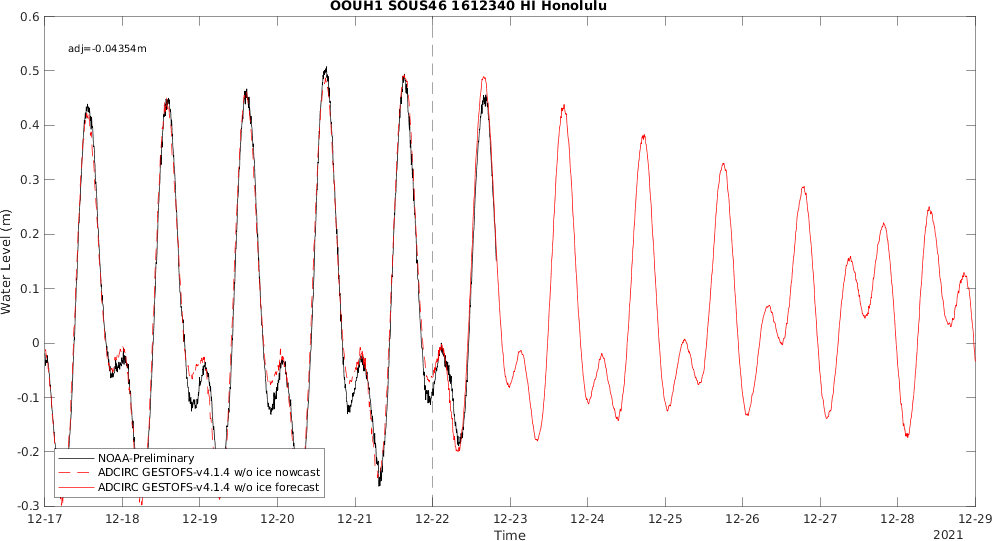 OOUH1 SOUS46 1612340 HI Honolulu
adj=-0.04354m
0.6
0.5
0.4
0.3
0.2
0.1
0
-0.1
-0.2
-0.3
Water Level (m)
NOAA-Preliminary
ADCIRC GESTOFS-v4.1.4 w/o ice nowcast
ADCIRC GESTOFS-v4.1.4 w/o ice forecast
12-17 12-18 12-19 12-20 12-21 12-22 12-23 12-24 12-25 12-26 12-27 12-28 12-29
Time
2021